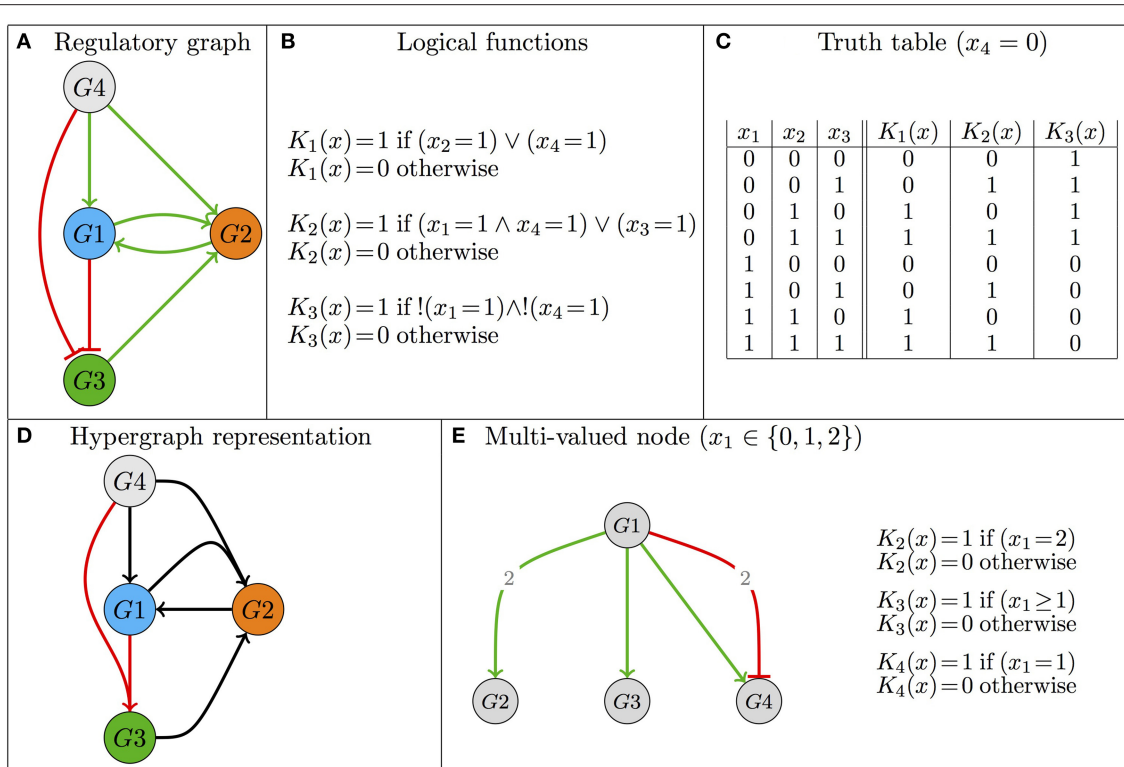 A Regulatory graph
G4
G1
G2
G3
B Logical functions
K₁(x)=1 if (x₂=1) ∨ (x₄=1)
K₁(x)=0 otherwise
K₂(x)=1 if (x₁=1 ∧ x₄=1) ∨ (x₃=1)
K₂(x)=0 otherwise
K₃(x)=1 if !(x₁=1)∧!(x₄=1)
K₃(x)=0 otherwise
C Truth table (x₄ = 0)
x₁ x₂ x₃ K₁(x) K₂(x) K₃(x)
0 0 0 0 0 1
0 0 1 0 1 1
0 1 0 1 0 1
0 1 1 1 1 1
1 0 0 0 0 0
1 0 1 0 1 0
1 1 0 1 0 0
1 1 1 1 1 0
D Hypergraph representation
G4
G1
G2
G3
E Multi-valued node (x₁ ∈ {0, 1, 2})
G1
2
2
G2
G3
G4
K₂(x)=1 if (x₁=2)
K₂(x)=0 otherwise
K₃(x)=1 if (x₁≥1)
K₃(x)=0 otherwise
K₄(x)=1 if (x₁=1)
K₄(x)=0 otherwise